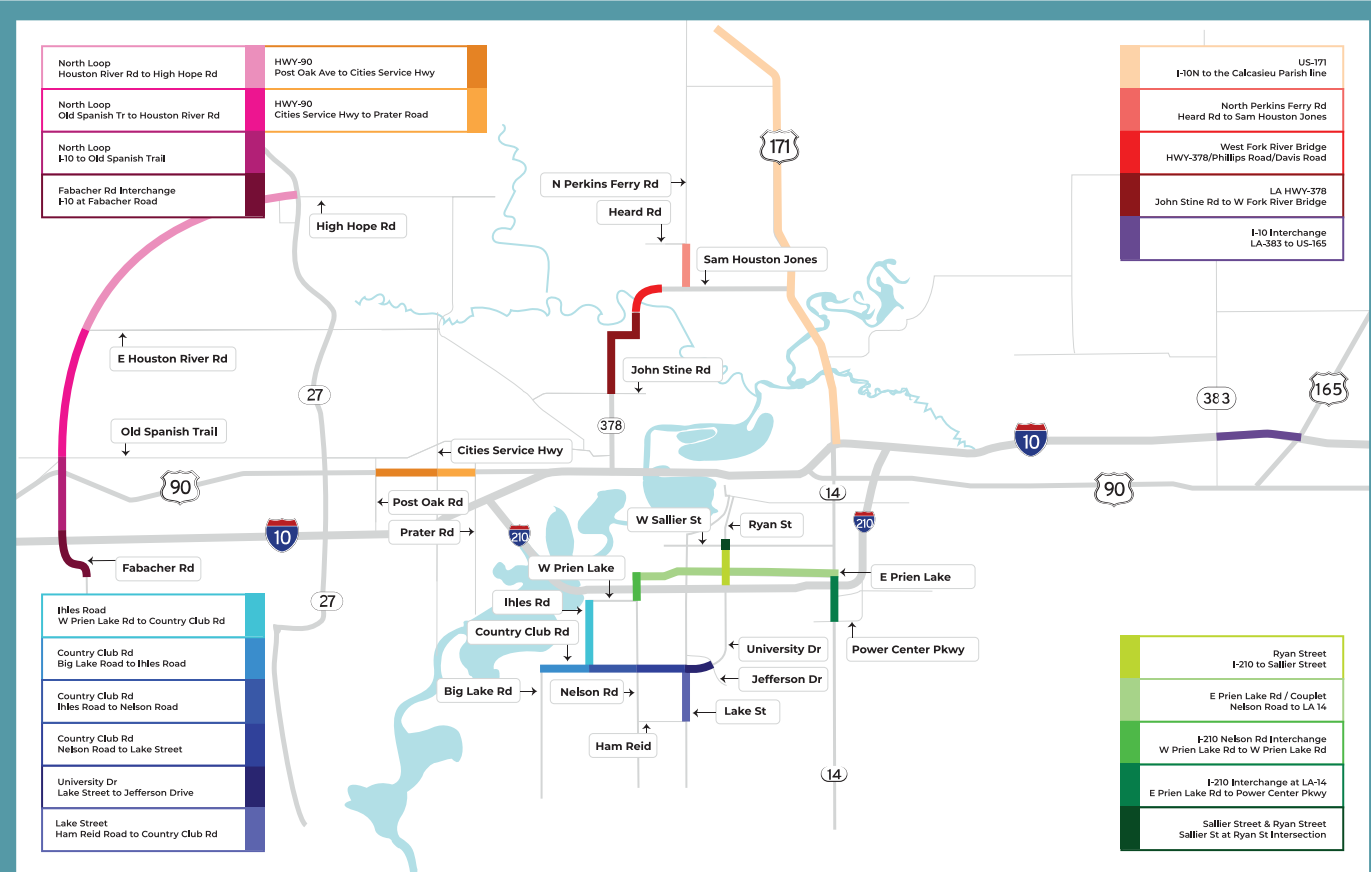 North Loop
Houston River Rd to High Hope Rd
HWY-90
Post Oak Ave to Cities Service Hwy
North Loop
Old Spanish Tr to Houston River Rd
HWY-90
Cities Service Hwy to Prater Road
North Loop
I-10 to Old Spanish Trail
Fabacher Rd Interchange
I-10 at Fabacher Road
US-171
I-10N to the Calcasieu Parish line
North Perkins Ferry Rd
Heard Rd to Sam Houston Jones
West Fork River Bridge
HWY-378/Phillips Road/Davis Road
LA HWY-378
John Stine Rd to W Fork River Bridge
I-10 Interchange
LA-383 to US-165
171
N Perkins Ferry Rd
Heard Rd
High Hope Rd
Sam Houston Jones
E Houston River Rd
John Stine Rd
27
383
165
378
Old Spanish Trail
Cities Service Hwy
10
90
90
Post Oak Rd
14
W Sallier St
Ryan St
210
Prater Rd
10
210
Fabacher Rd
W Prien Lake
E Prien Lake
27
Ihles Rd
Country Club Rd
University Dr
Power Center Pkwy
Jefferson Dr
Big Lake Rd
Nelson Rd
Lake St
Ham Reid
14
Ihles Road
W Prien Lake Rd to Country Club Rd
Country Club Rd
Big Lake Road to Ihles Road
Country Club Rd
Ihles Road to Nelson Road
Country Club Rd
Nelson Road to Lake Street
University Dr
Lake Street to Jefferson Drive
Lake Street
Ham Reid Road to Country Club Rd
Ryan Street
I-210 to Sallier Street
E Prien Lake Rd / Couplet
Nelson Road to LA 14
I-210 Nelson Rd Interchange
W Prien Lake Rd to W Prien Lake Rd
I-210 Interchange at LA-14
E Prien Lake Rd to Power Center Pkwy
Sallier Street & Ryan Street
Sallier St at Ryan St Intersection